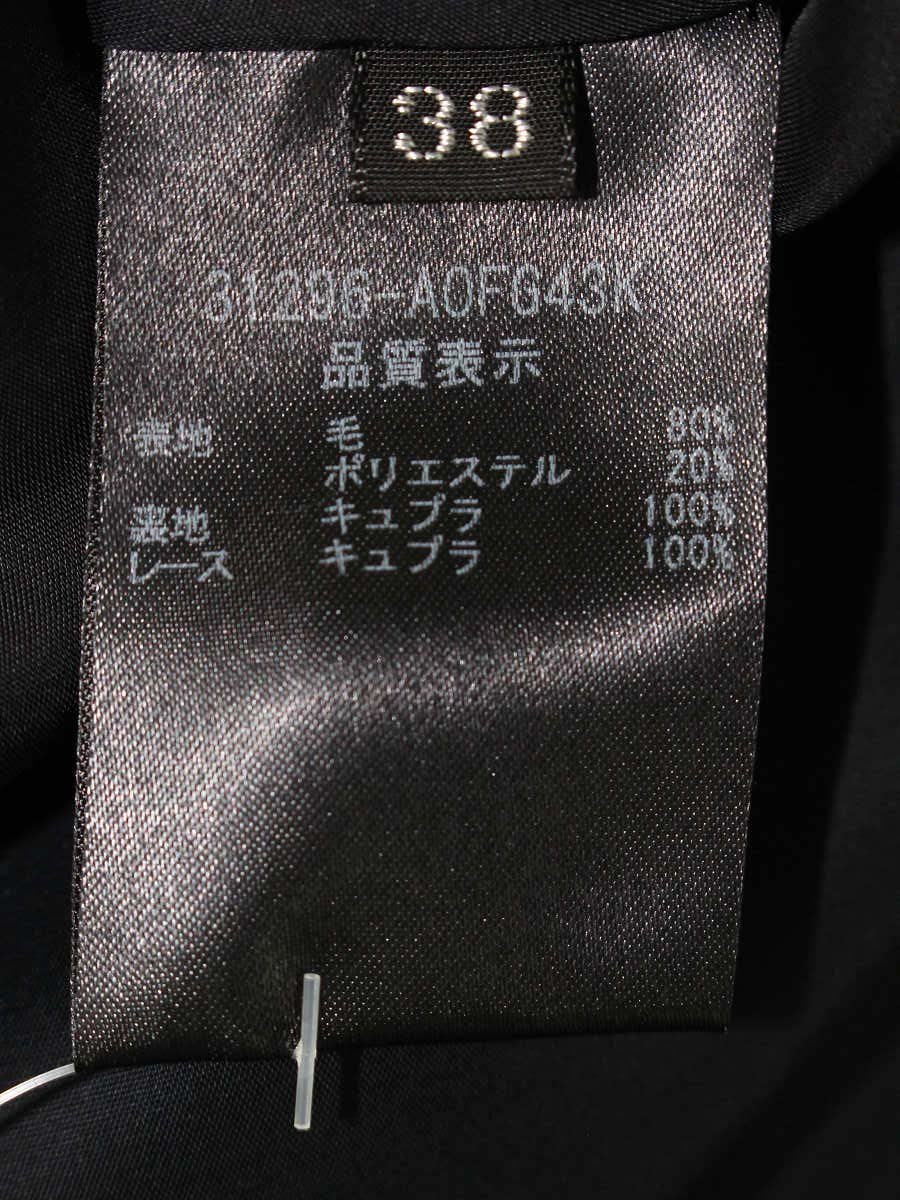 38
31296-AOFG43K
品質表示
表地 毛 80%
ポリエステル 20%
裏地 キュプラ 100%
レース キュプラ 100%